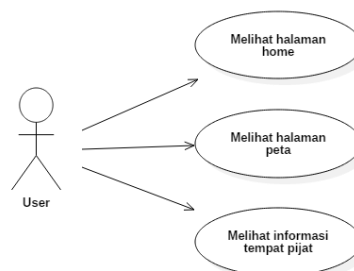 Melihat halaman
home
Melihat halaman
peta
User
Melihat informasi
tempat pijat